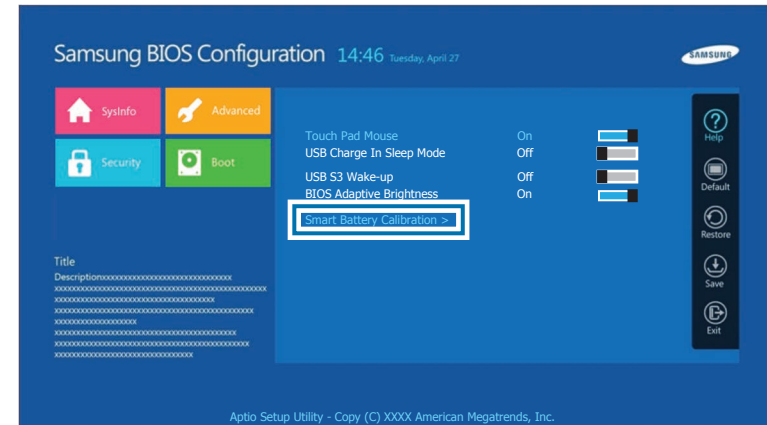 Samsung BIOS Configuration 14:46 Tuesday, April 27
SAMSUNG
SysInfo
Advanced
Security
Boot
Touch Pad Mouse On
USB Charge In Sleep Mode Off
USB S3 Wake-up Off
BIOS Adaptive Brightness On
Smart Battery Calibration >
Help
Default
Restore
Save
Exit
Title
Aptio Setup Utility - Copy (C) XXXX American Megatrends, Inc.